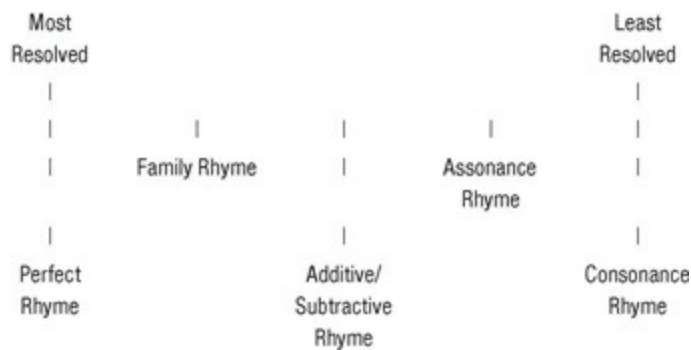 Most
Resolved
Least
Resolved
Family Rhyme
Assonance
Rhyme
Perfect
Rhyme
Additive/
Subtractive
Rhyme
Consonance
Rhyme